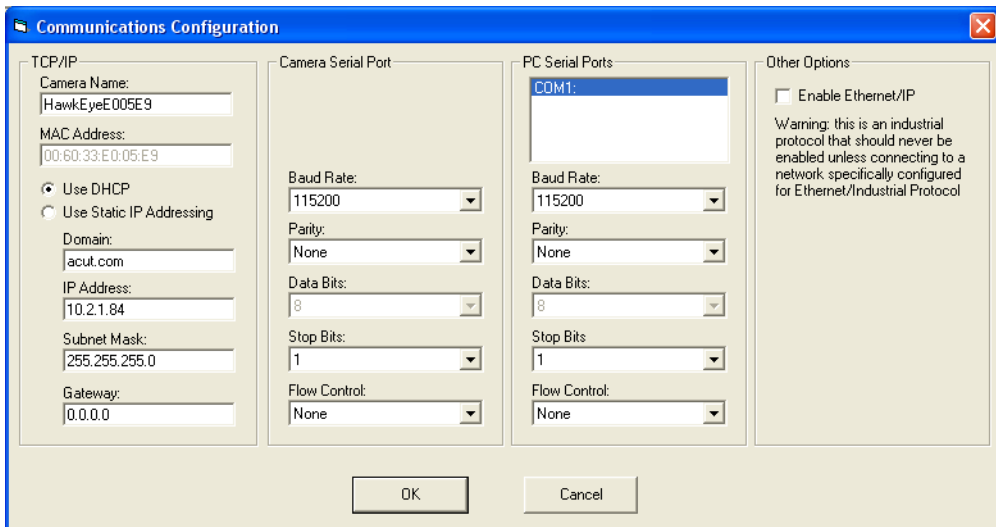 Communications Configuration
TCP/IP
Camera Name:
HawkEyeE005E9
MAC Address:
00:60:33:E0:05:E9
Use DHCP
Use Static IP Addressing
Domain:
acut.com
IP Address:
10.2.1.84
Subnet Mask:
255.255.255.0
Gateway:
0.0.0.0
Camera Serial Port
Baud Rate:
115200
Parity:
None
Data Bits:
8
Stop Bits:
1
Flow Control:
None
PC Serial Ports
COM1:
Baud Rate:
115200
Parity:
None
Data Bits:
8
Stop Bits
1
Flow Control:
None
Other Options
Enable Ethernet/IP
Warning: this is an industrial
protocol that should never be
enabled unless connecting to a
network specifically configured
for Ethernet/Industrial Protocol
OK
Cancel